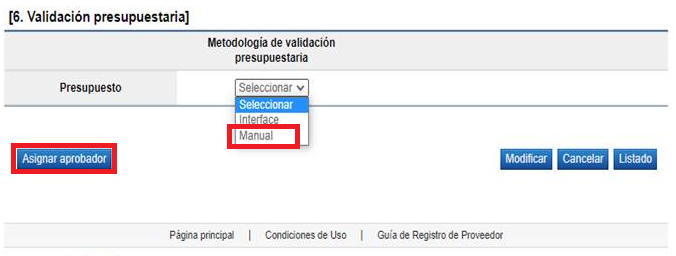 [6. Validación presupuestaria]
Metodología de validación
presupuestaria
Presupuesto
Seleccionar
Seleccionar
Interface
Manual
Asignar aprobador
Modificar Cancelar Listado
Página principal | Condiciones de Uso | Guía de Registro de Proveedor